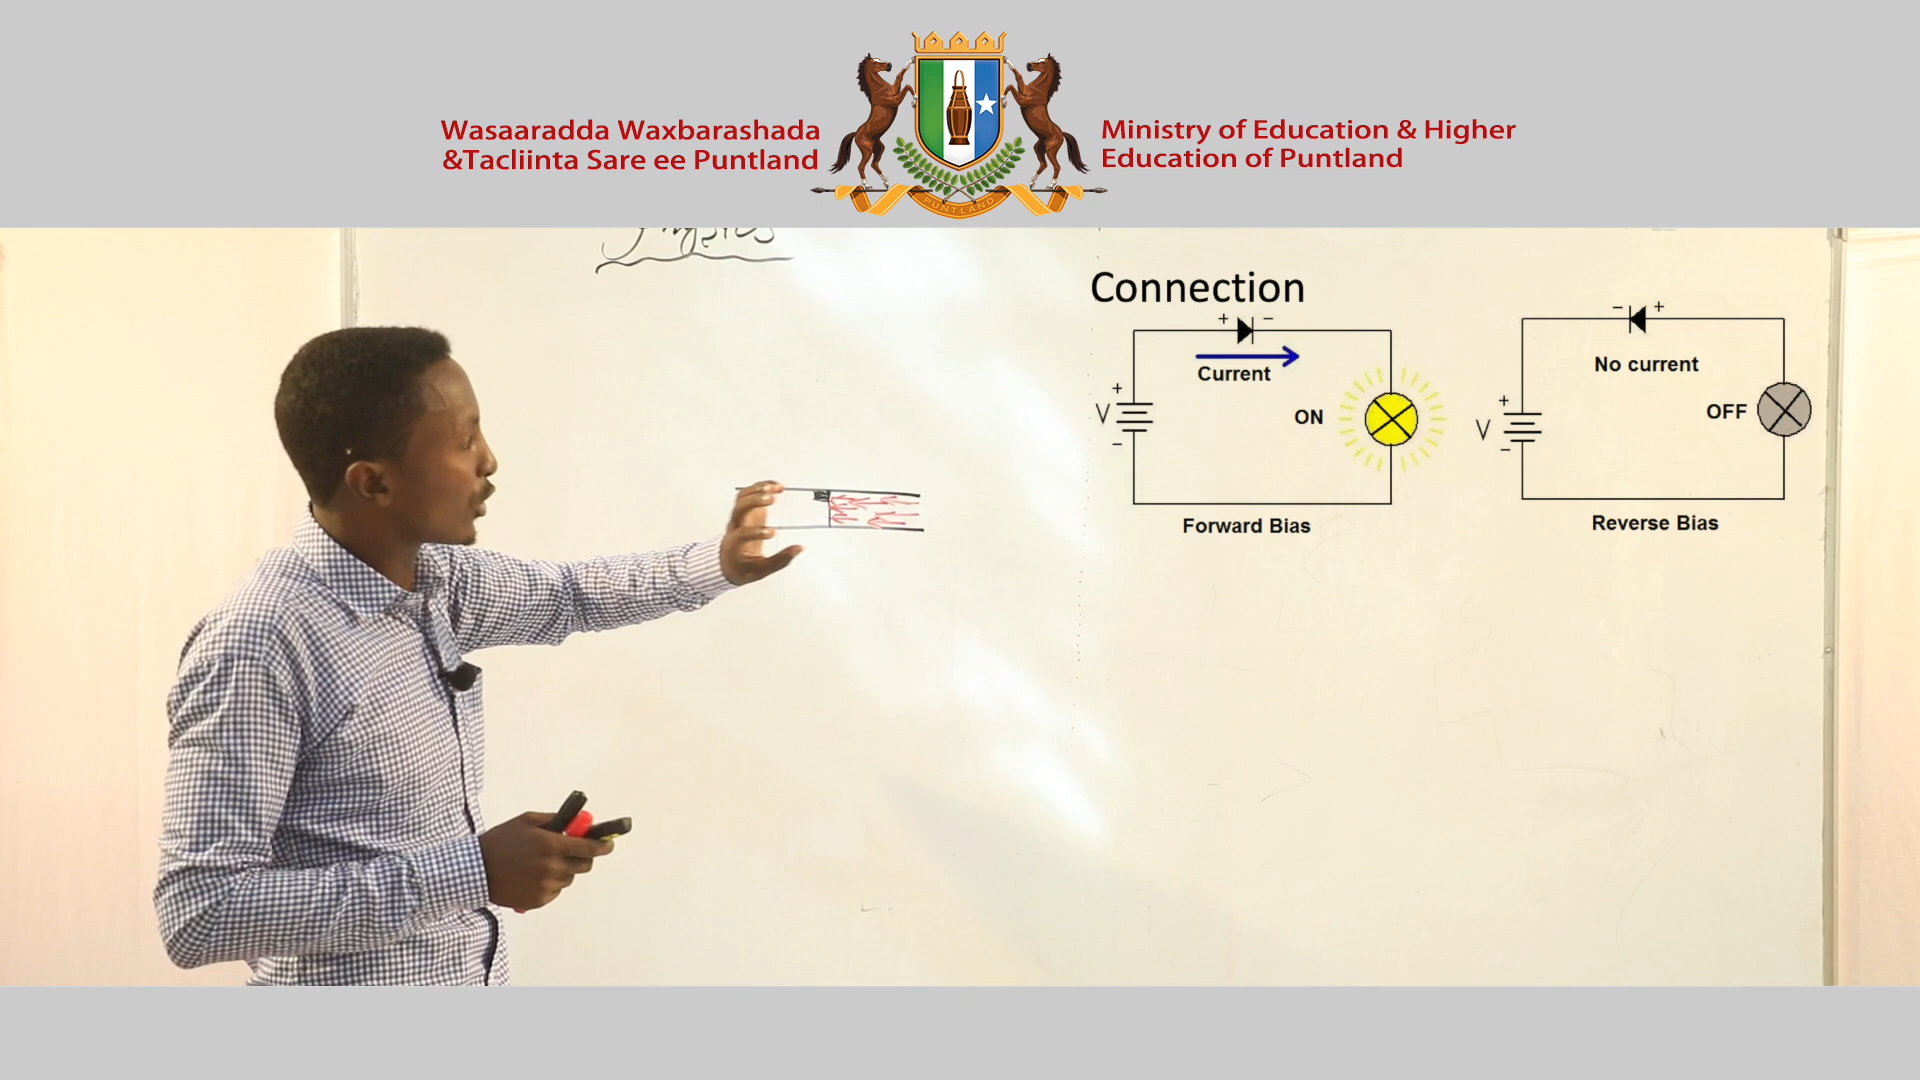 Wasaaradda Waxbarashada
&Tacliinta Sare ee Puntland
Ministry of Education & Higher
Education of Puntland
PUNTLAND
Physics
Connection
+ −
Current
+
V
−
ON
Forward Bias
− +
No current
+
V
−
OFF
Reverse Bias